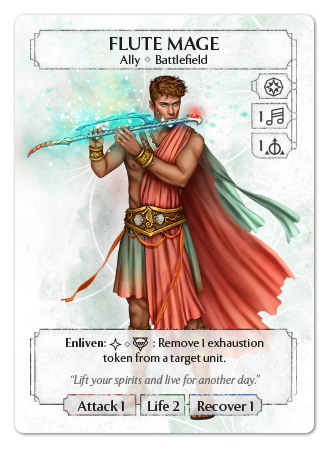 FLUTE MAGE
Ally ◇ Battlefield
1
1
Enliven: ◇ : Remove 1 exhaustion
token from a target unit.
“Lift your spirits and live for another day.”
Attack 1 Life 2 Recover 1